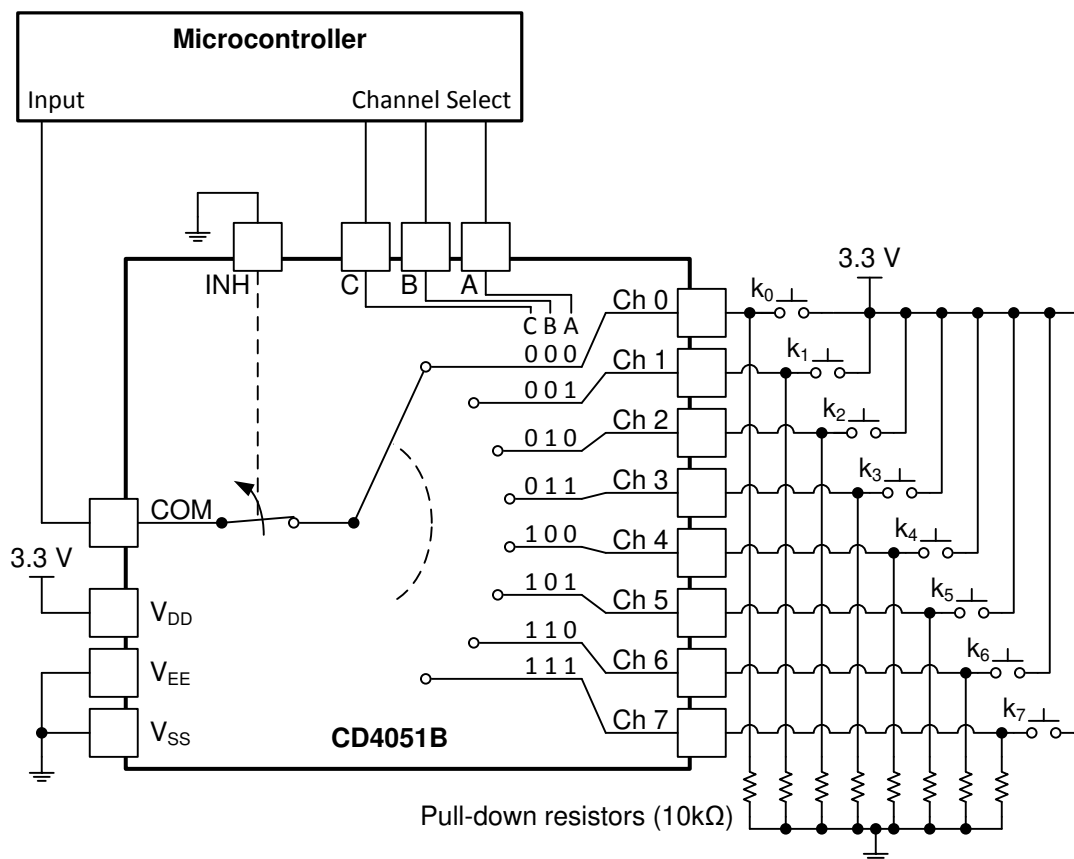 Microcontroller
Input Channel Select
INH C B A
C B A
3.3 V
0 0 0 Ch 0 k0
0 0 1 Ch 1 k1
0 1 0 Ch 2 k2
0 1 1 Ch 3 k3
COM
1 0 0 Ch 4 k4
3.3 V
1 0 1 Ch 5 k5
VDD
1 1 0 Ch 6 k6
VEE
1 1 1 Ch 7 k7
VSS
CD4051B
Pull-down resistors (10kΩ)